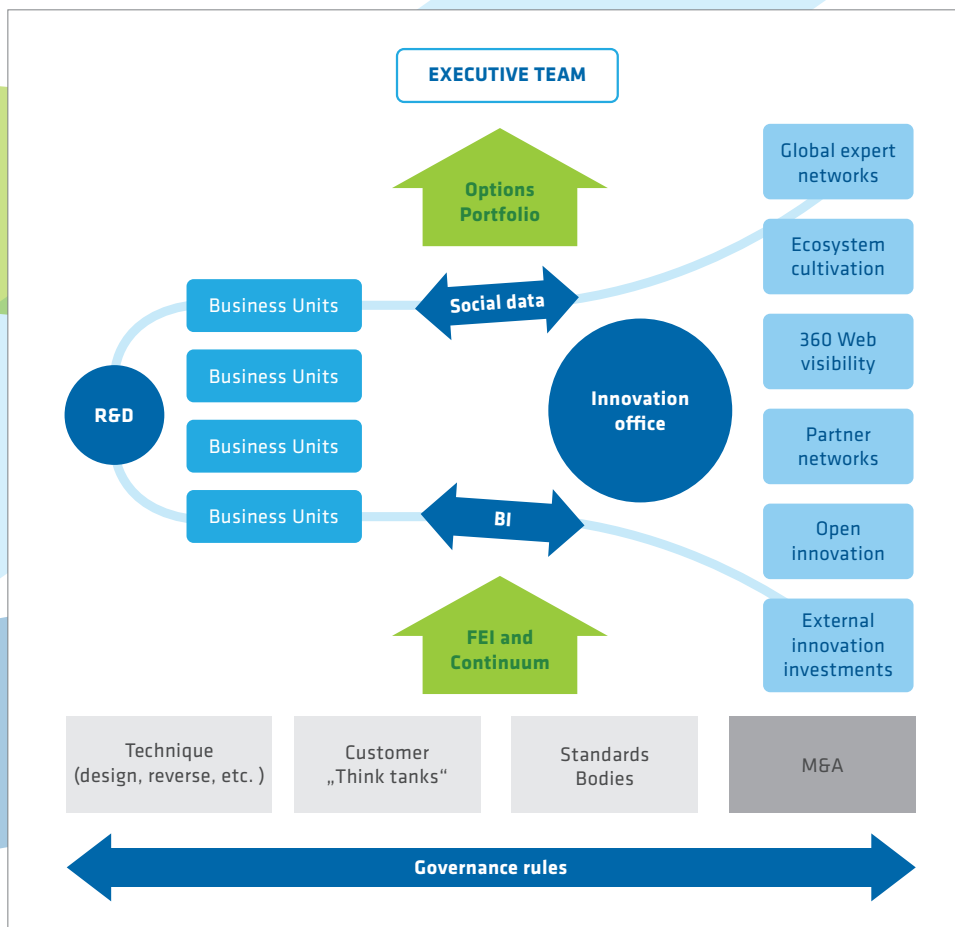 EXECUTIVE TEAM
Options
Portfolio
Global expert
networks
Ecosystem
cultivation
Business Units
Social data
360 Web
visibility
Business Units
R&D
Innovation
office
Business Units
Partner
networks
Business Units
BI
Open
innovation
FEI and
Continuum
External
innovation
investments
Technique
(design, reverse, etc. )
Customer
„Think tanks“
Standards
Bodies
M&A
Governance rules